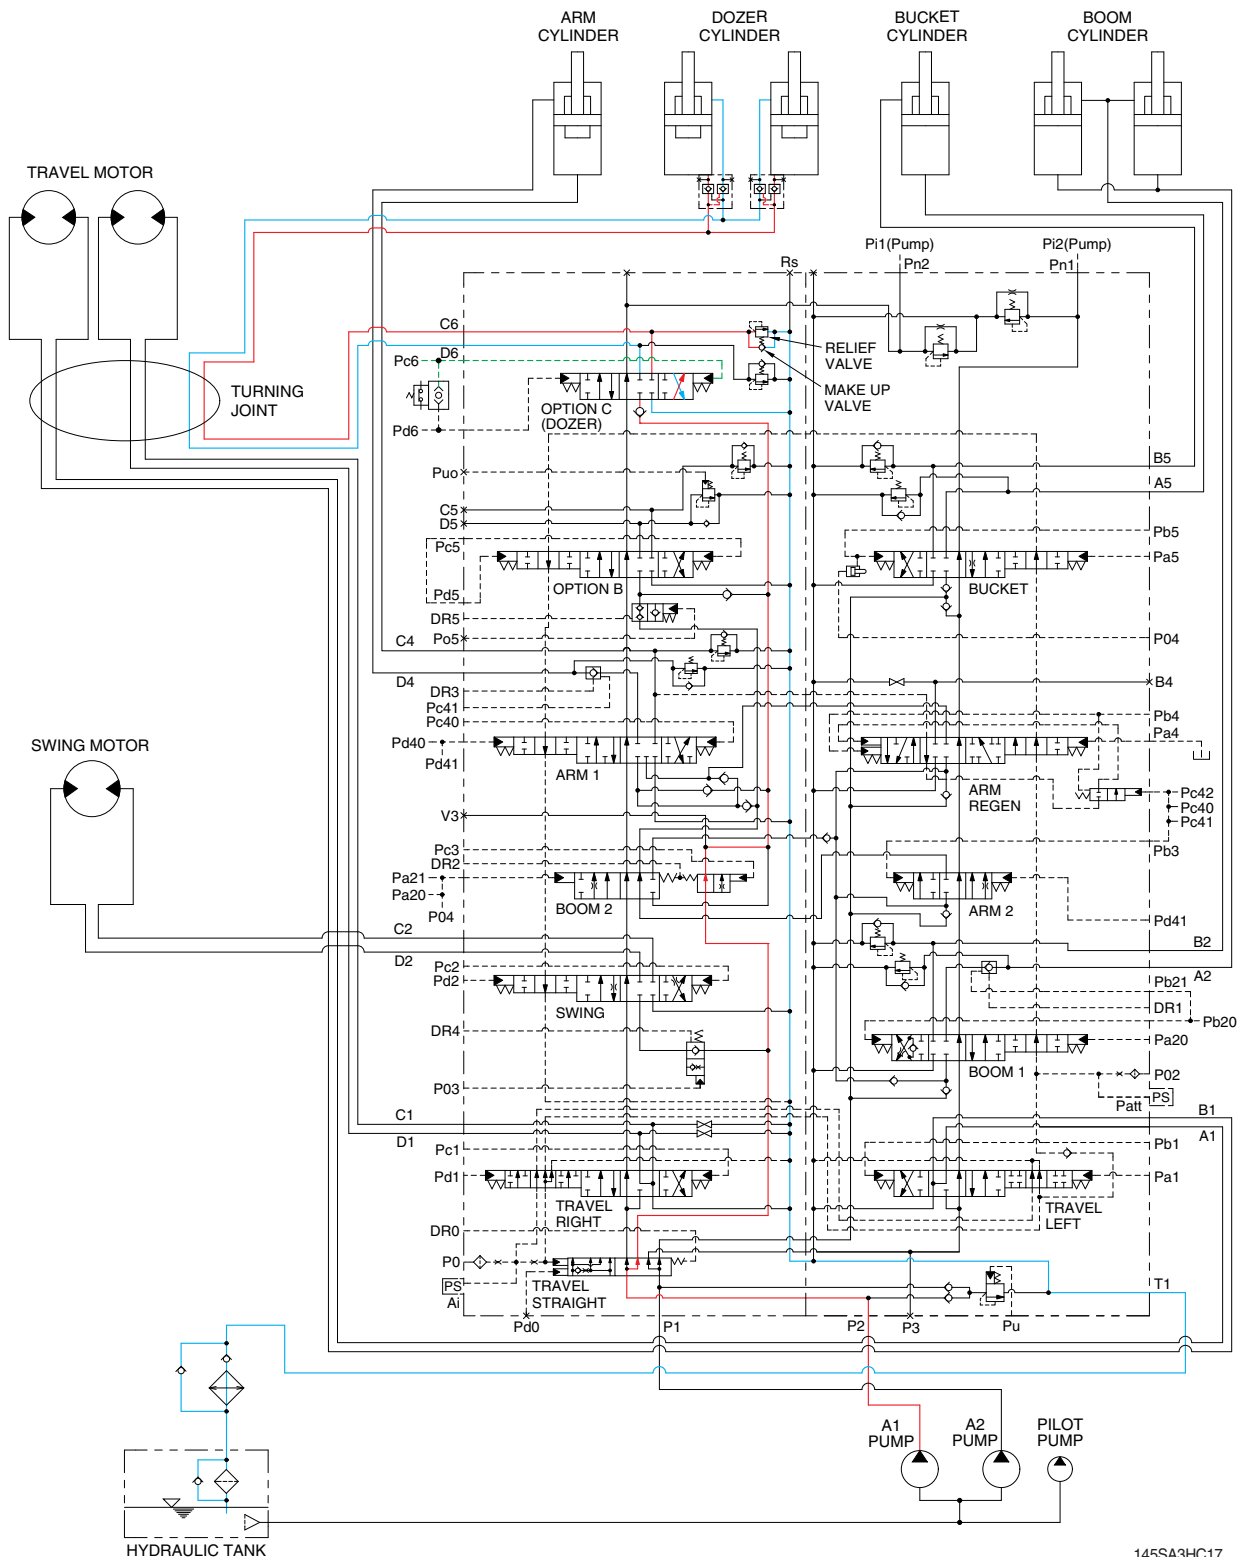 ARM
CYLINDER
DOZER
CYLINDER
BUCKET
CYLINDER
BOOM
CYLINDER
TRAVEL MOTOR
Pi1(Pump)
Pn2
Pi2(Pump)
Pn1
Rs
C6
D6
Pc6
RELIEF
VALVE
MAKE UP
VALVE
TURNING
JOINT
OPTION C
(DOZER)
Pd6
Puo
B5
A5
C5
D5
Pc5
Pb5
Pa5
OPTION B
BUCKET
Pd5
DR5
Po5
P04
C4
D4
DR3
Pc41
Pc40
B4
Pb4
Pa4
SWING MOTOR
Pd40
Pd41
ARM 1
ARM
REGEN
Pc42
Pc40
Pc41
V3
Pc3
DR2
Pb3
Pa21
Pa20
P04
BOOM 2
ARM 2
Pd41
C2
D2
B2
A2
Pc2
Pd2
Pb21
DR1
Pb20
SWING
DR4
Pa20
BOOM 1
P03
P02
PS
Patt
C1
D1
B1
A1
Pc1
Pb1
Pd1
Pa1
TRAVEL
RIGHT
TRAVEL
LEFT
DR0
P0
PS
Ai
TRAVEL
STRAIGHT
T1
Pd0
P1
P2
P3
Pu
A1
PUMP
A2
PUMP
PILOT
PUMP
HYDRAULIC TANK
145SA3HC17